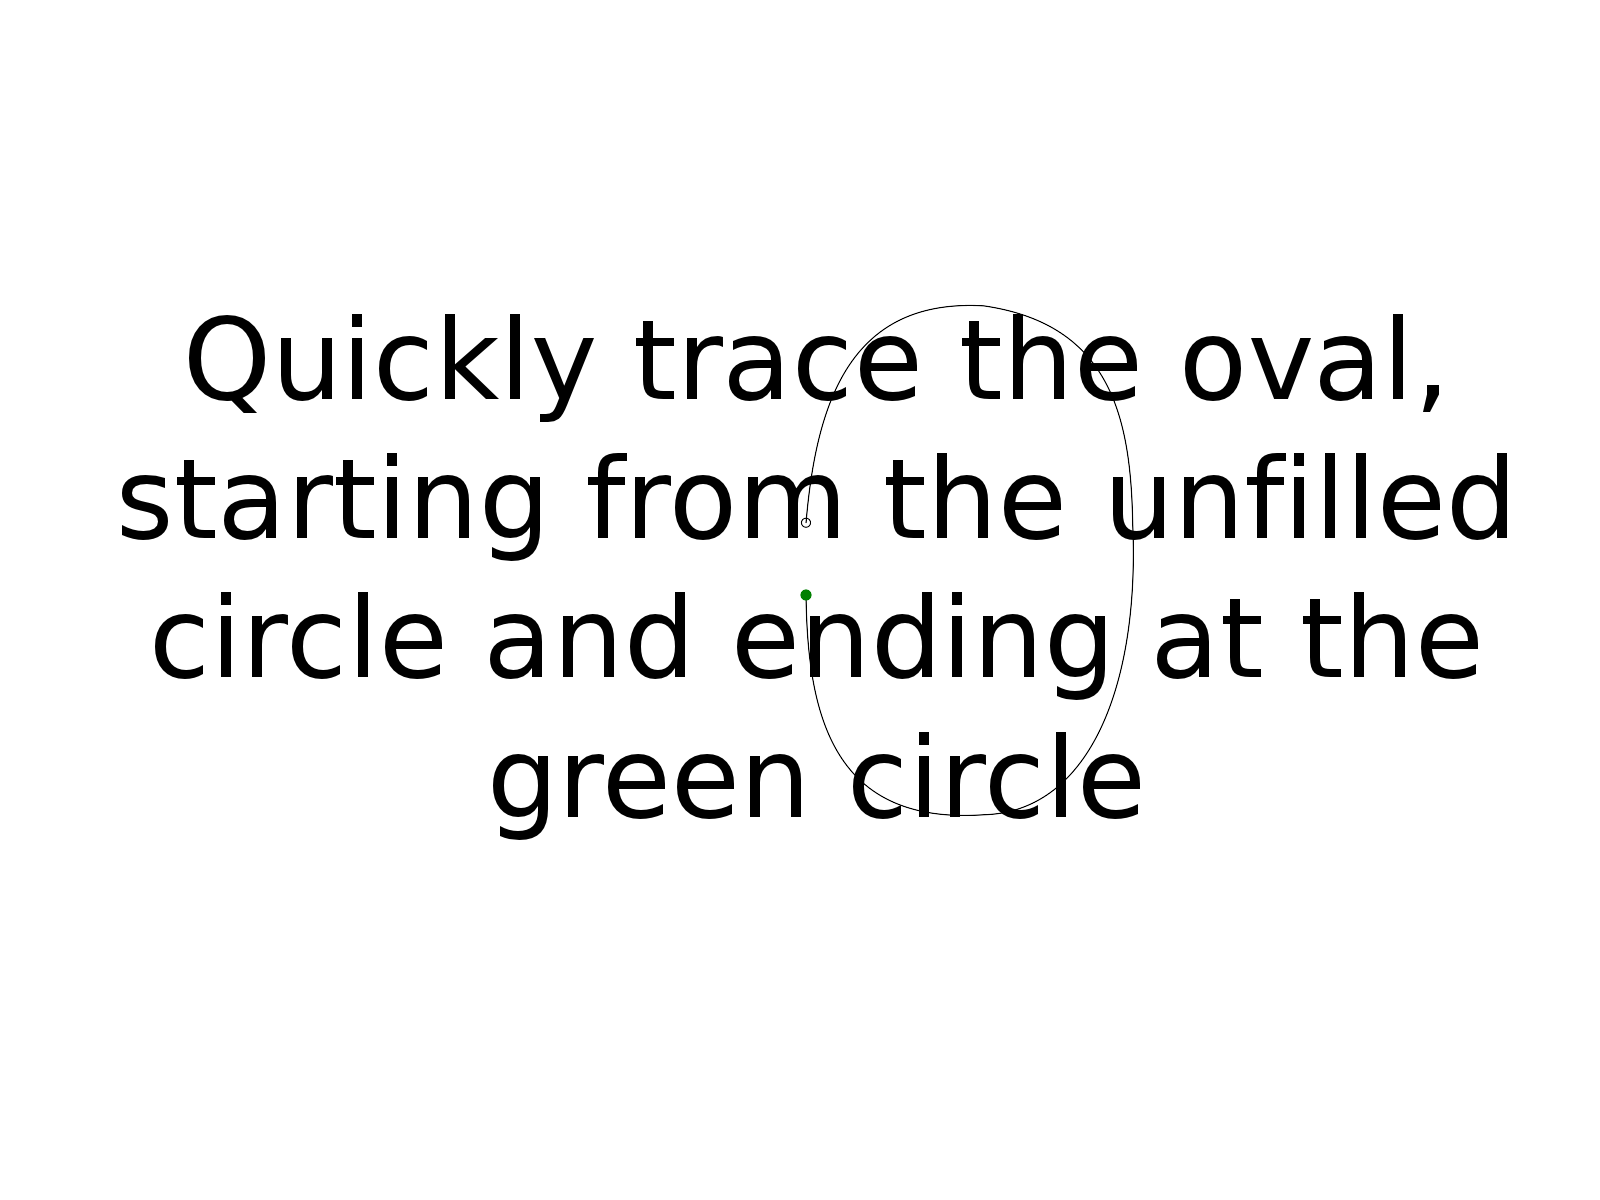 Quickly trace the oval,
starting from the unfilled
circle and ending at the
green circle